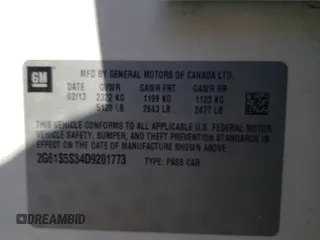 GM
MFD BY GENERAL MOTORS OF CANADA LTD.
DATE GVWR GAWR FRT GAWR RR
02/13 2322 KG 1199 KG 1123 KG
5120 LB 2643 LB 2477 LB
THIS VEHICLE CONFORMS TO ALL APPLICABLE U.S. FEDERAL MOTOR
VEHICLE SAFETY, BUMPER, AND THEFT PREVENTION STANDARDS
IN EFFECT ON THE DATE OF MANUFACTURE SHOWN ABOVE.
2G61S5S34D9201773 TYPE: PASS CAR